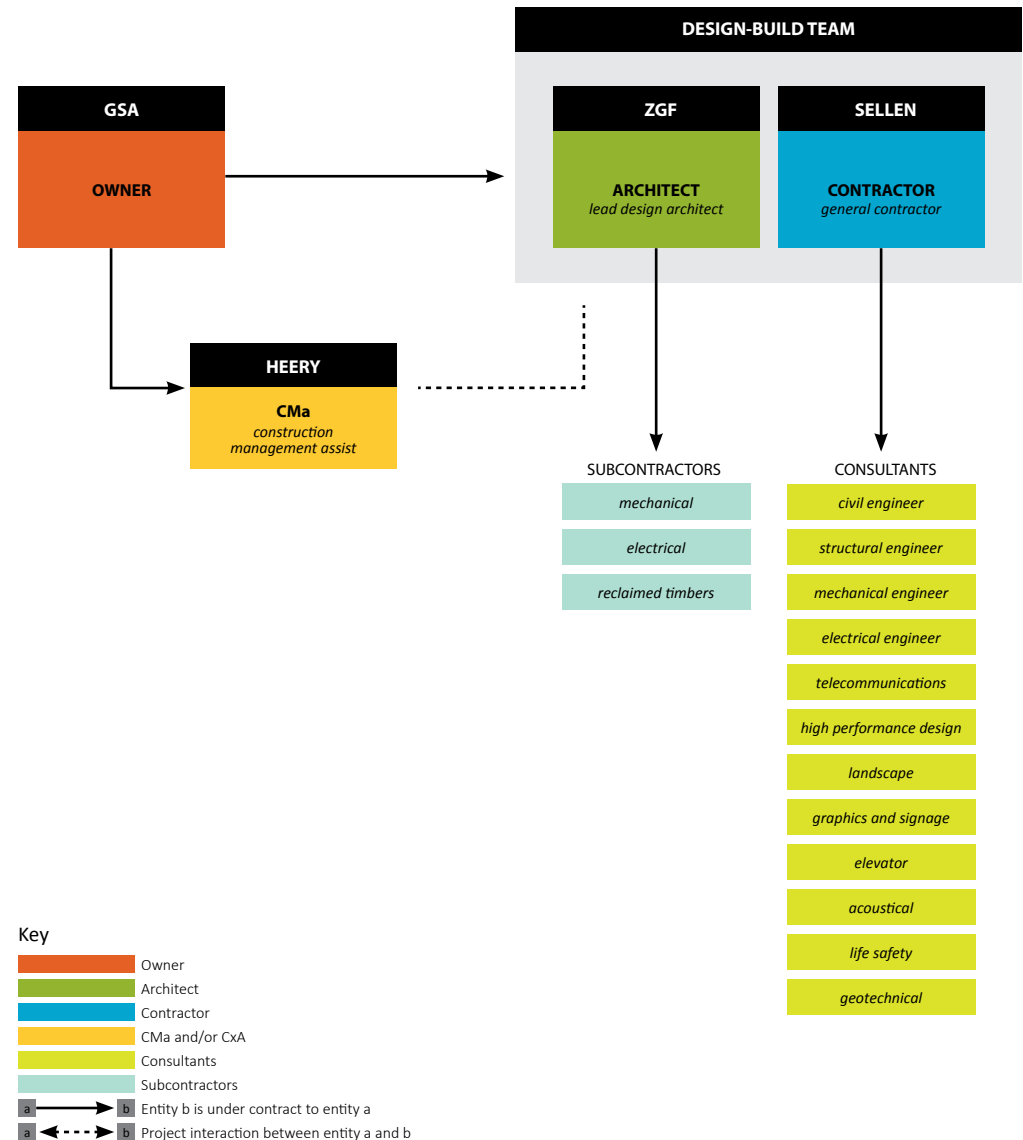 DESIGN-BUILD TEAM
GSA
OWNER
ZGF
ARCHITECT
lead design architect
SELLEN
CONTRACTOR
general contractor
HEERY
CMa
construction
management assist
SUBCONTRACTORS
mechanical
electrical
reclaimed timbers
CONSULTANTS
civil engineer
structural engineer
mechanical engineer
electrical engineer
telecommunications
high performance design
landscape
graphics and signage
elevator
acoustical
life safety
geotechnical
Key
Owner
Architect
Contractor
CMa and/or CxA
Consultants
Subcontractors
a b Entity b is under contract to entity a
a b Project interaction between entity a and b